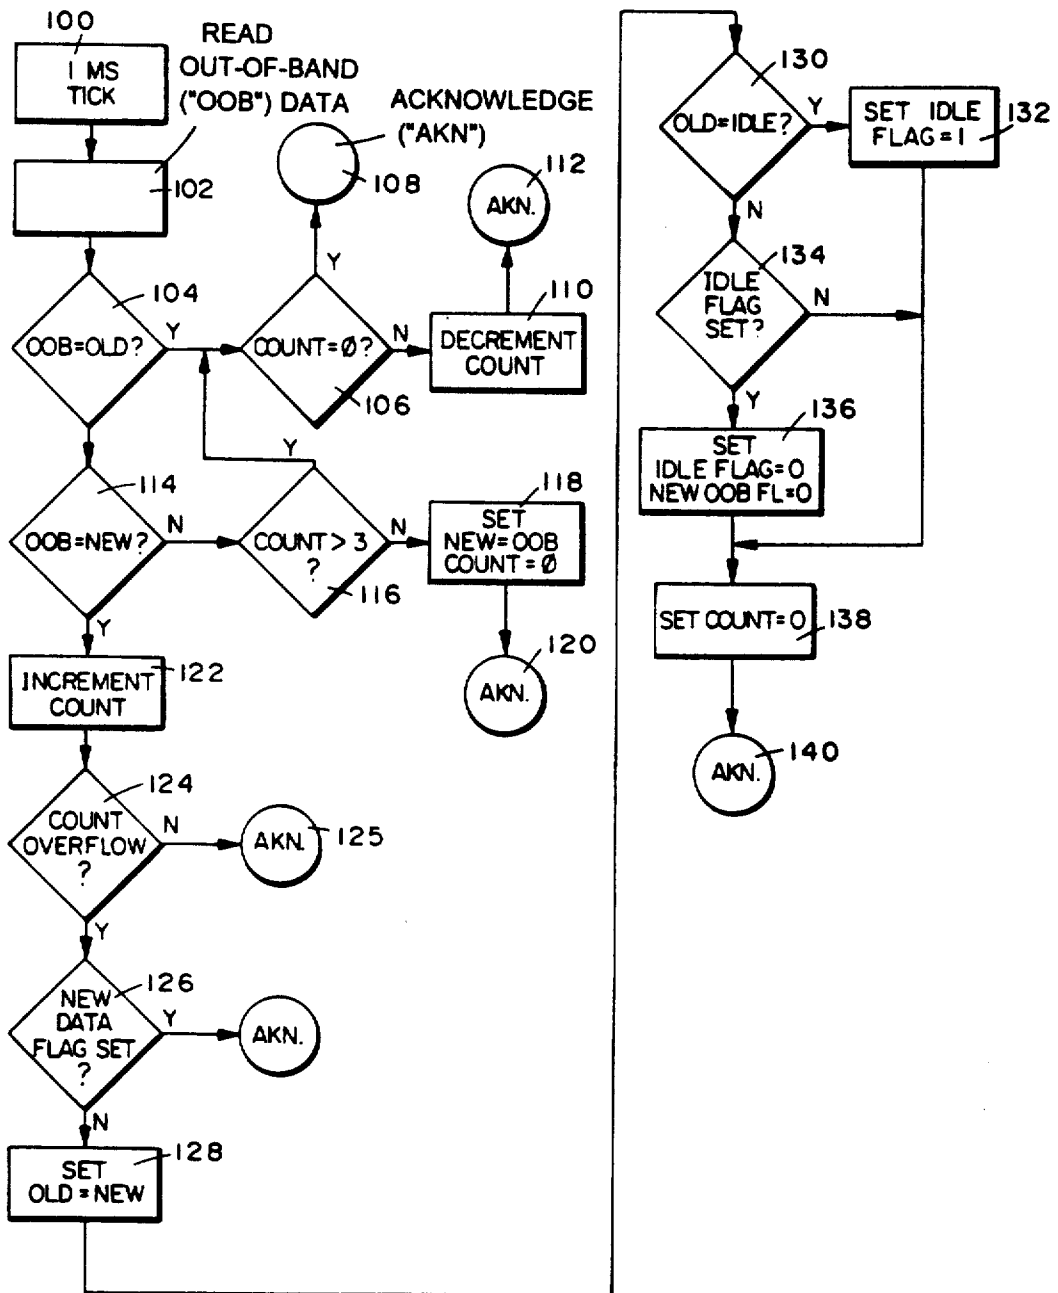 100
1 MS
TICK
READ
OUT-OF-BAND
("OOB") DATA
102
ACKNOWLEDGE
("AKN")
108
112
AKN.
104
OOB=OLD?
Y
Y
COUNT=Ø?
106
N
110
DECREMENT
COUNT
114
OOB=NEW?
N
Y
COUNT > 3
?
116
N
118
SET
NEW=OOB
COUNT=Ø
120
AKN.
Y
INCREMENT
COUNT
122
124
COUNT
OVERFLOW
?
N
AKN.
125
Y
126
NEW
DATA
FLAG SET
?
Y
AKN.
N
128
SET
OLD=NEW
130
OLD=IDLE?
Y
SET IDLE
FLAG=1
132
N
134
IDLE
FLAG
SET?
N
Y
136
SET
IDLE FLAG=0
NEW OOB FL=0
SET COUNT=0
138
AKN.
140